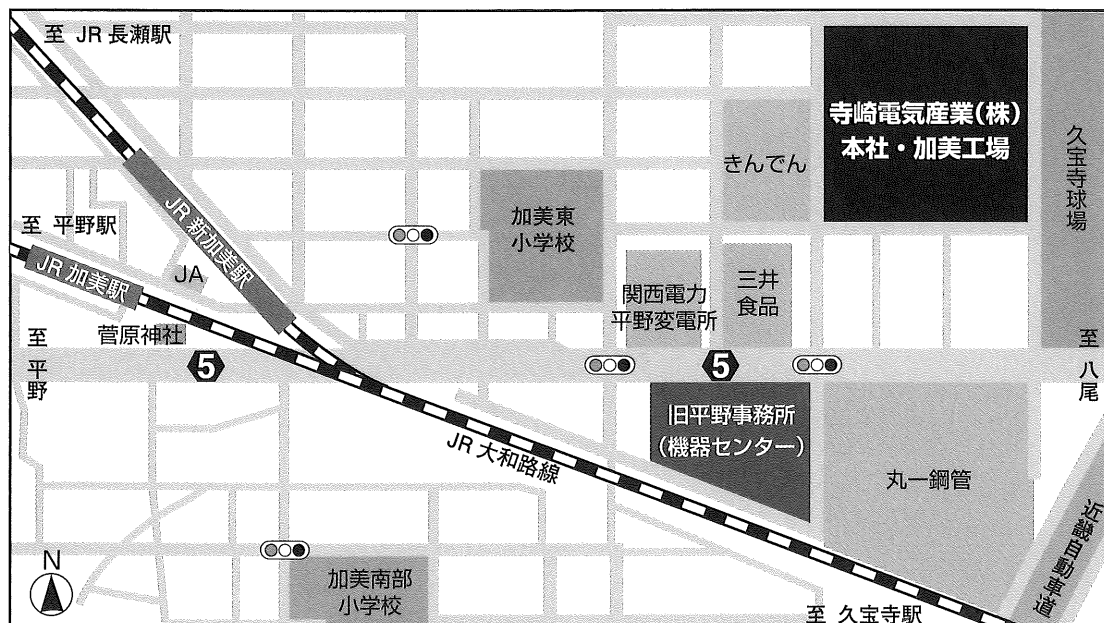 至 JR 長瀬駅
寺崎電気産業(株)
本社・加美工場
久宝寺球場
きんでん
加美東
小学校
JR 新加美駅
至 平野駅
JA
JR 加美駅
関西電力
平野変電所
三井
食品
菅原神社
至 平野
5
5
至 八尾
旧平野事務所
(機器センター)
JR 大和路線
丸一鋼管
近畿自動車道
N
加美南部
小学校
至 久宝寺駅